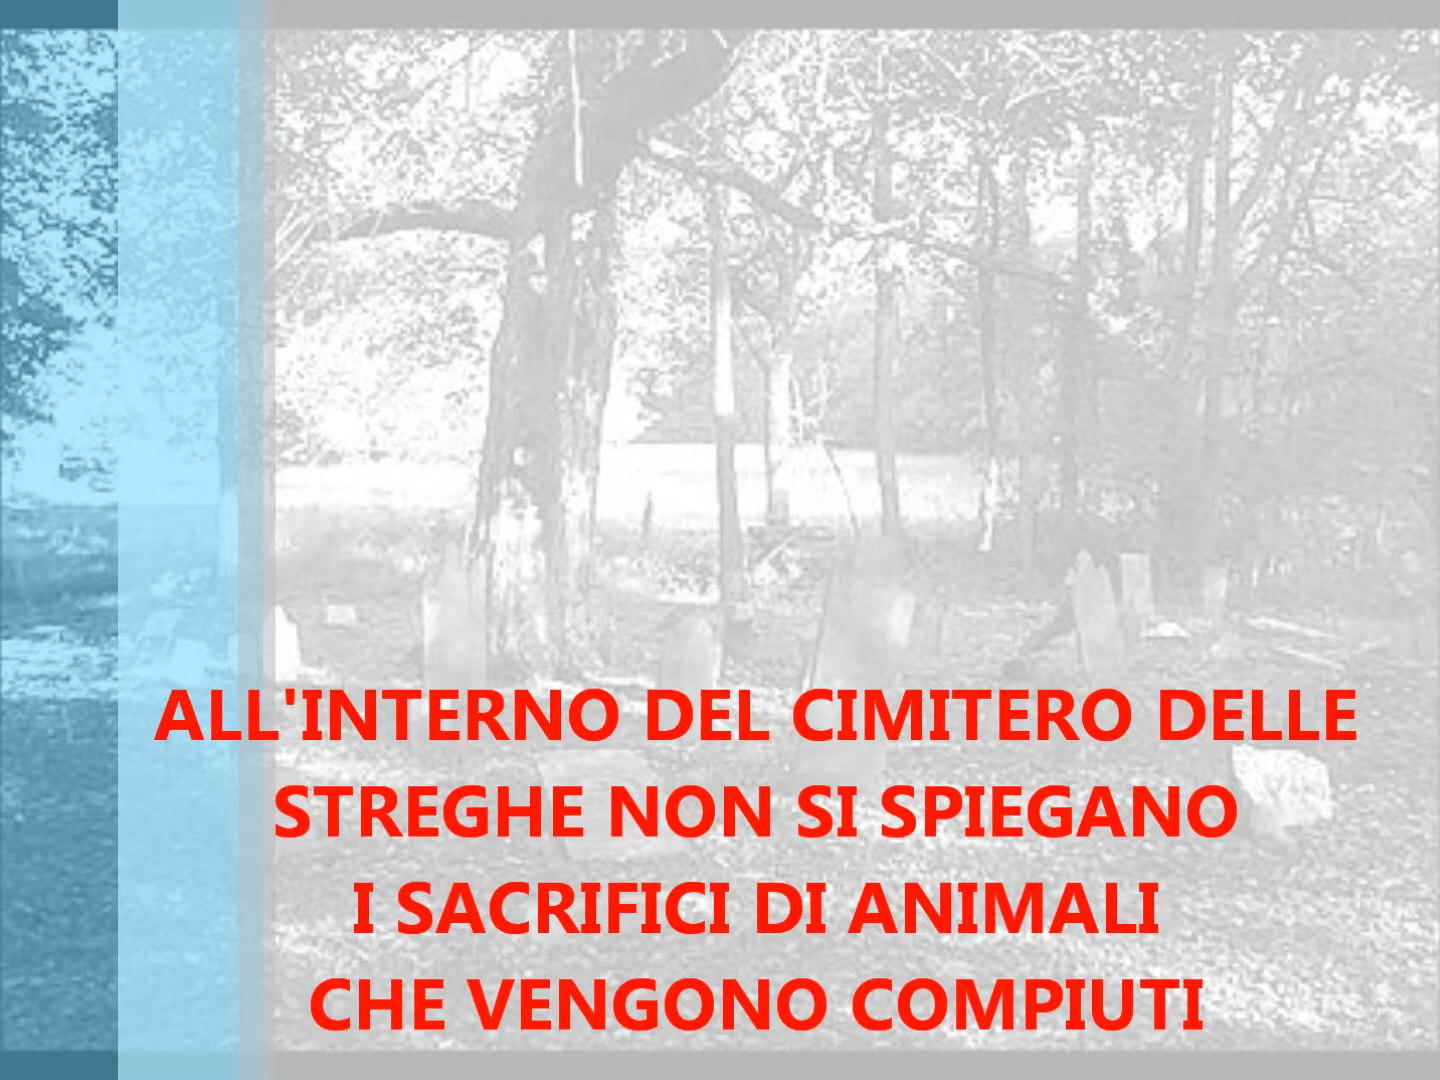 ALL'INTERNO DEL CIMITERO DELLE
STREGHE NON SI SPIEGANO
I SACRIFICI DI ANIMALI
CHE VENGONO COMPIUTI